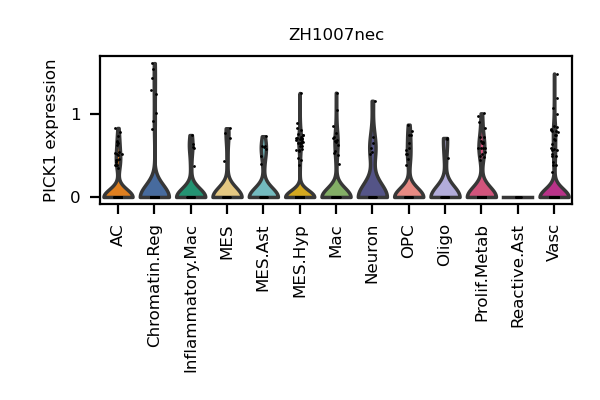 ZH1007nec
PICK1 expression
1
0
AC
Chromatin.Reg
Inflammatory.Mac
MES
MES.Ast
MES.Hyp
Mac
Neuron
OPC
Oligo
Prolif.Metab
Reactive.Ast
Vasc